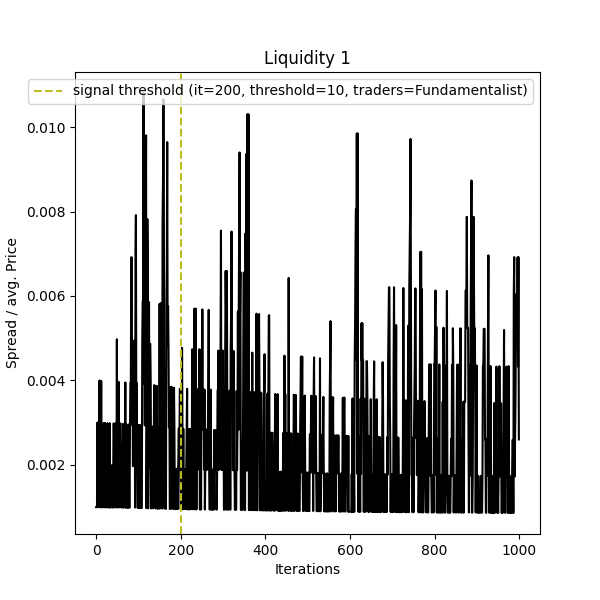 Liquidity 1
signal threshold (it=200, threshold=10, traders=Fundamentalist)
0.010
0.008
0.006
0.004
0.002
Spread / avg. Price
0 200 400 600 800 1000
Iterations